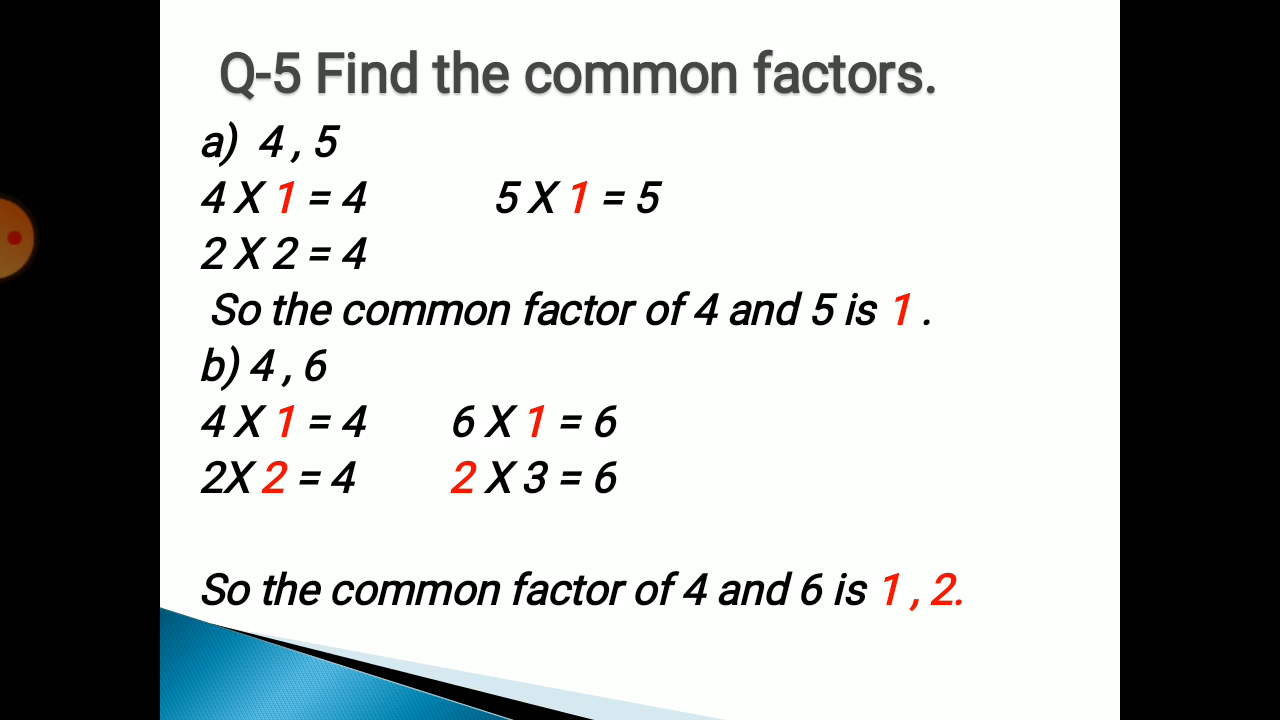 Q-5 Find the common factors.
a) 4 , 5
4 X 1 = 4 5 X 1 = 5
2 X 2 = 4
So the common factor of 4 and 5 is 1 .
b) 4 , 6
4 X 1 = 4 6 X 1 = 6
2X 2 = 4 2 X 3 = 6
So the common factor of 4 and 6 is 1 , 2.